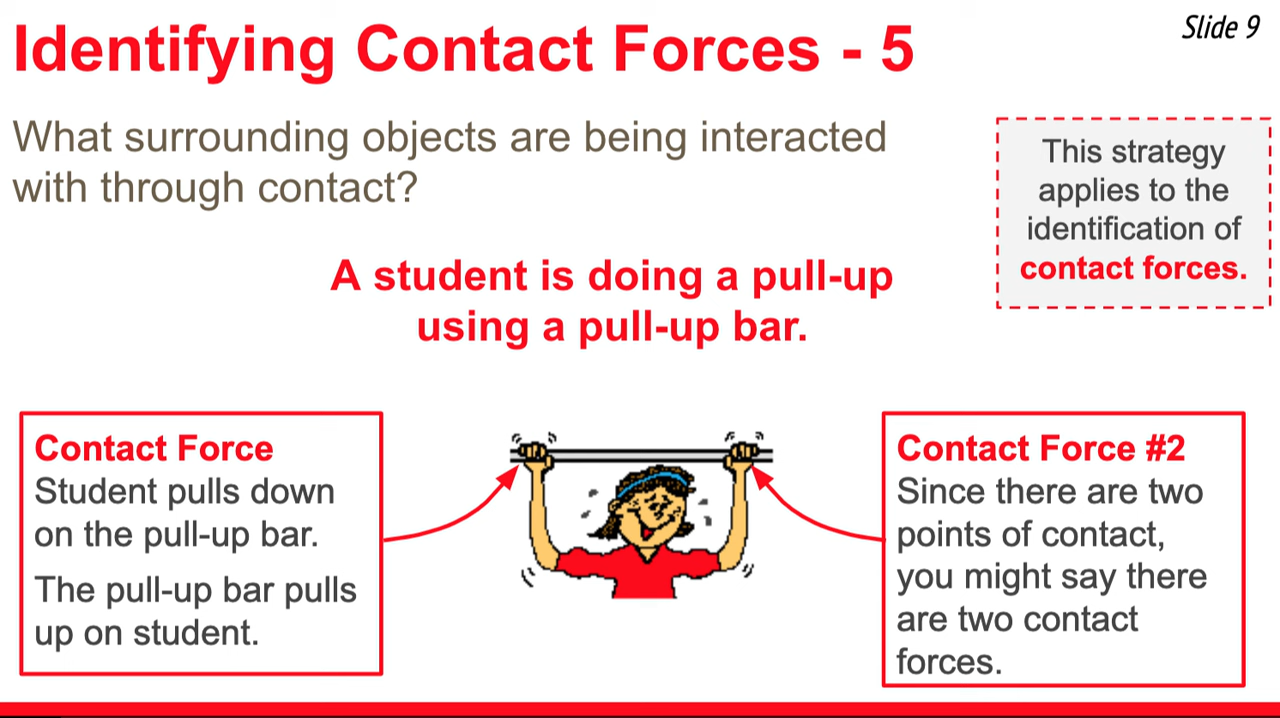 Identifying Contact Forces - 5
Slide 9
What surrounding objects are being interacted
with through contact?
This strategy
applies to the
identification of
contact forces.
A student is doing a pull-up
using a pull-up bar.
Contact Force
Student pulls down
on the pull-up bar.
The pull-up bar pulls
up on student.
Contact Force #2
Since there are two
points of contact,
you might say there
are two contact
forces.